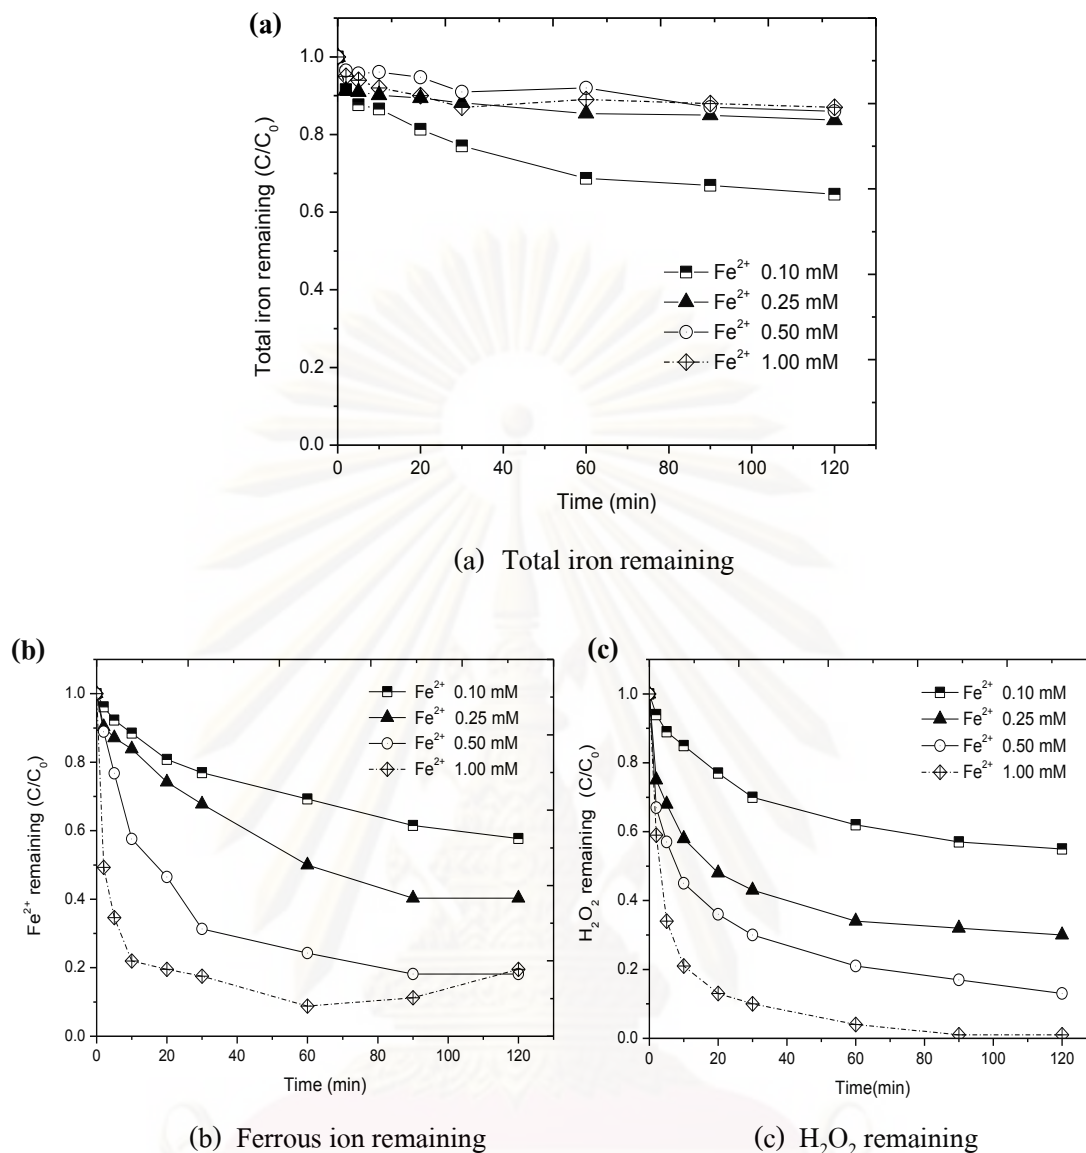 (a)
1.0
0.8
0.6
0.4
0.2
0.0
Total iron remaining (C/C₀)
Fe²⁺ 0.10 mM
Fe²⁺ 0.25 mM
Fe²⁺ 0.50 mM
Fe²⁺ 1.00 mM
0 20 40 60 80 100 120
Time (min)
(a) Total iron remaining
(b)
1.0
0.8
0.6
0.4
0.2
0.0
Fe²⁺ remaining (C/C₀)
Fe²⁺ 0.10 mM
Fe²⁺ 0.25 mM
Fe²⁺ 0.50 mM
Fe²⁺ 1.00 mM
0 20 40 60 80 100 120
Time (min)
(b) Ferrous ion remaining
(c)
1.0
0.8
0.6
0.4
0.2
0.0
H₂O₂ remaining (C/C₀)
Fe²⁺ 0.10 mM
Fe²⁺ 0.25 mM
Fe²⁺ 0.50 mM
Fe²⁺ 1.00 mM
0 20 40 60 80 100 120
Time(min)
(c) H₂O₂ remaining